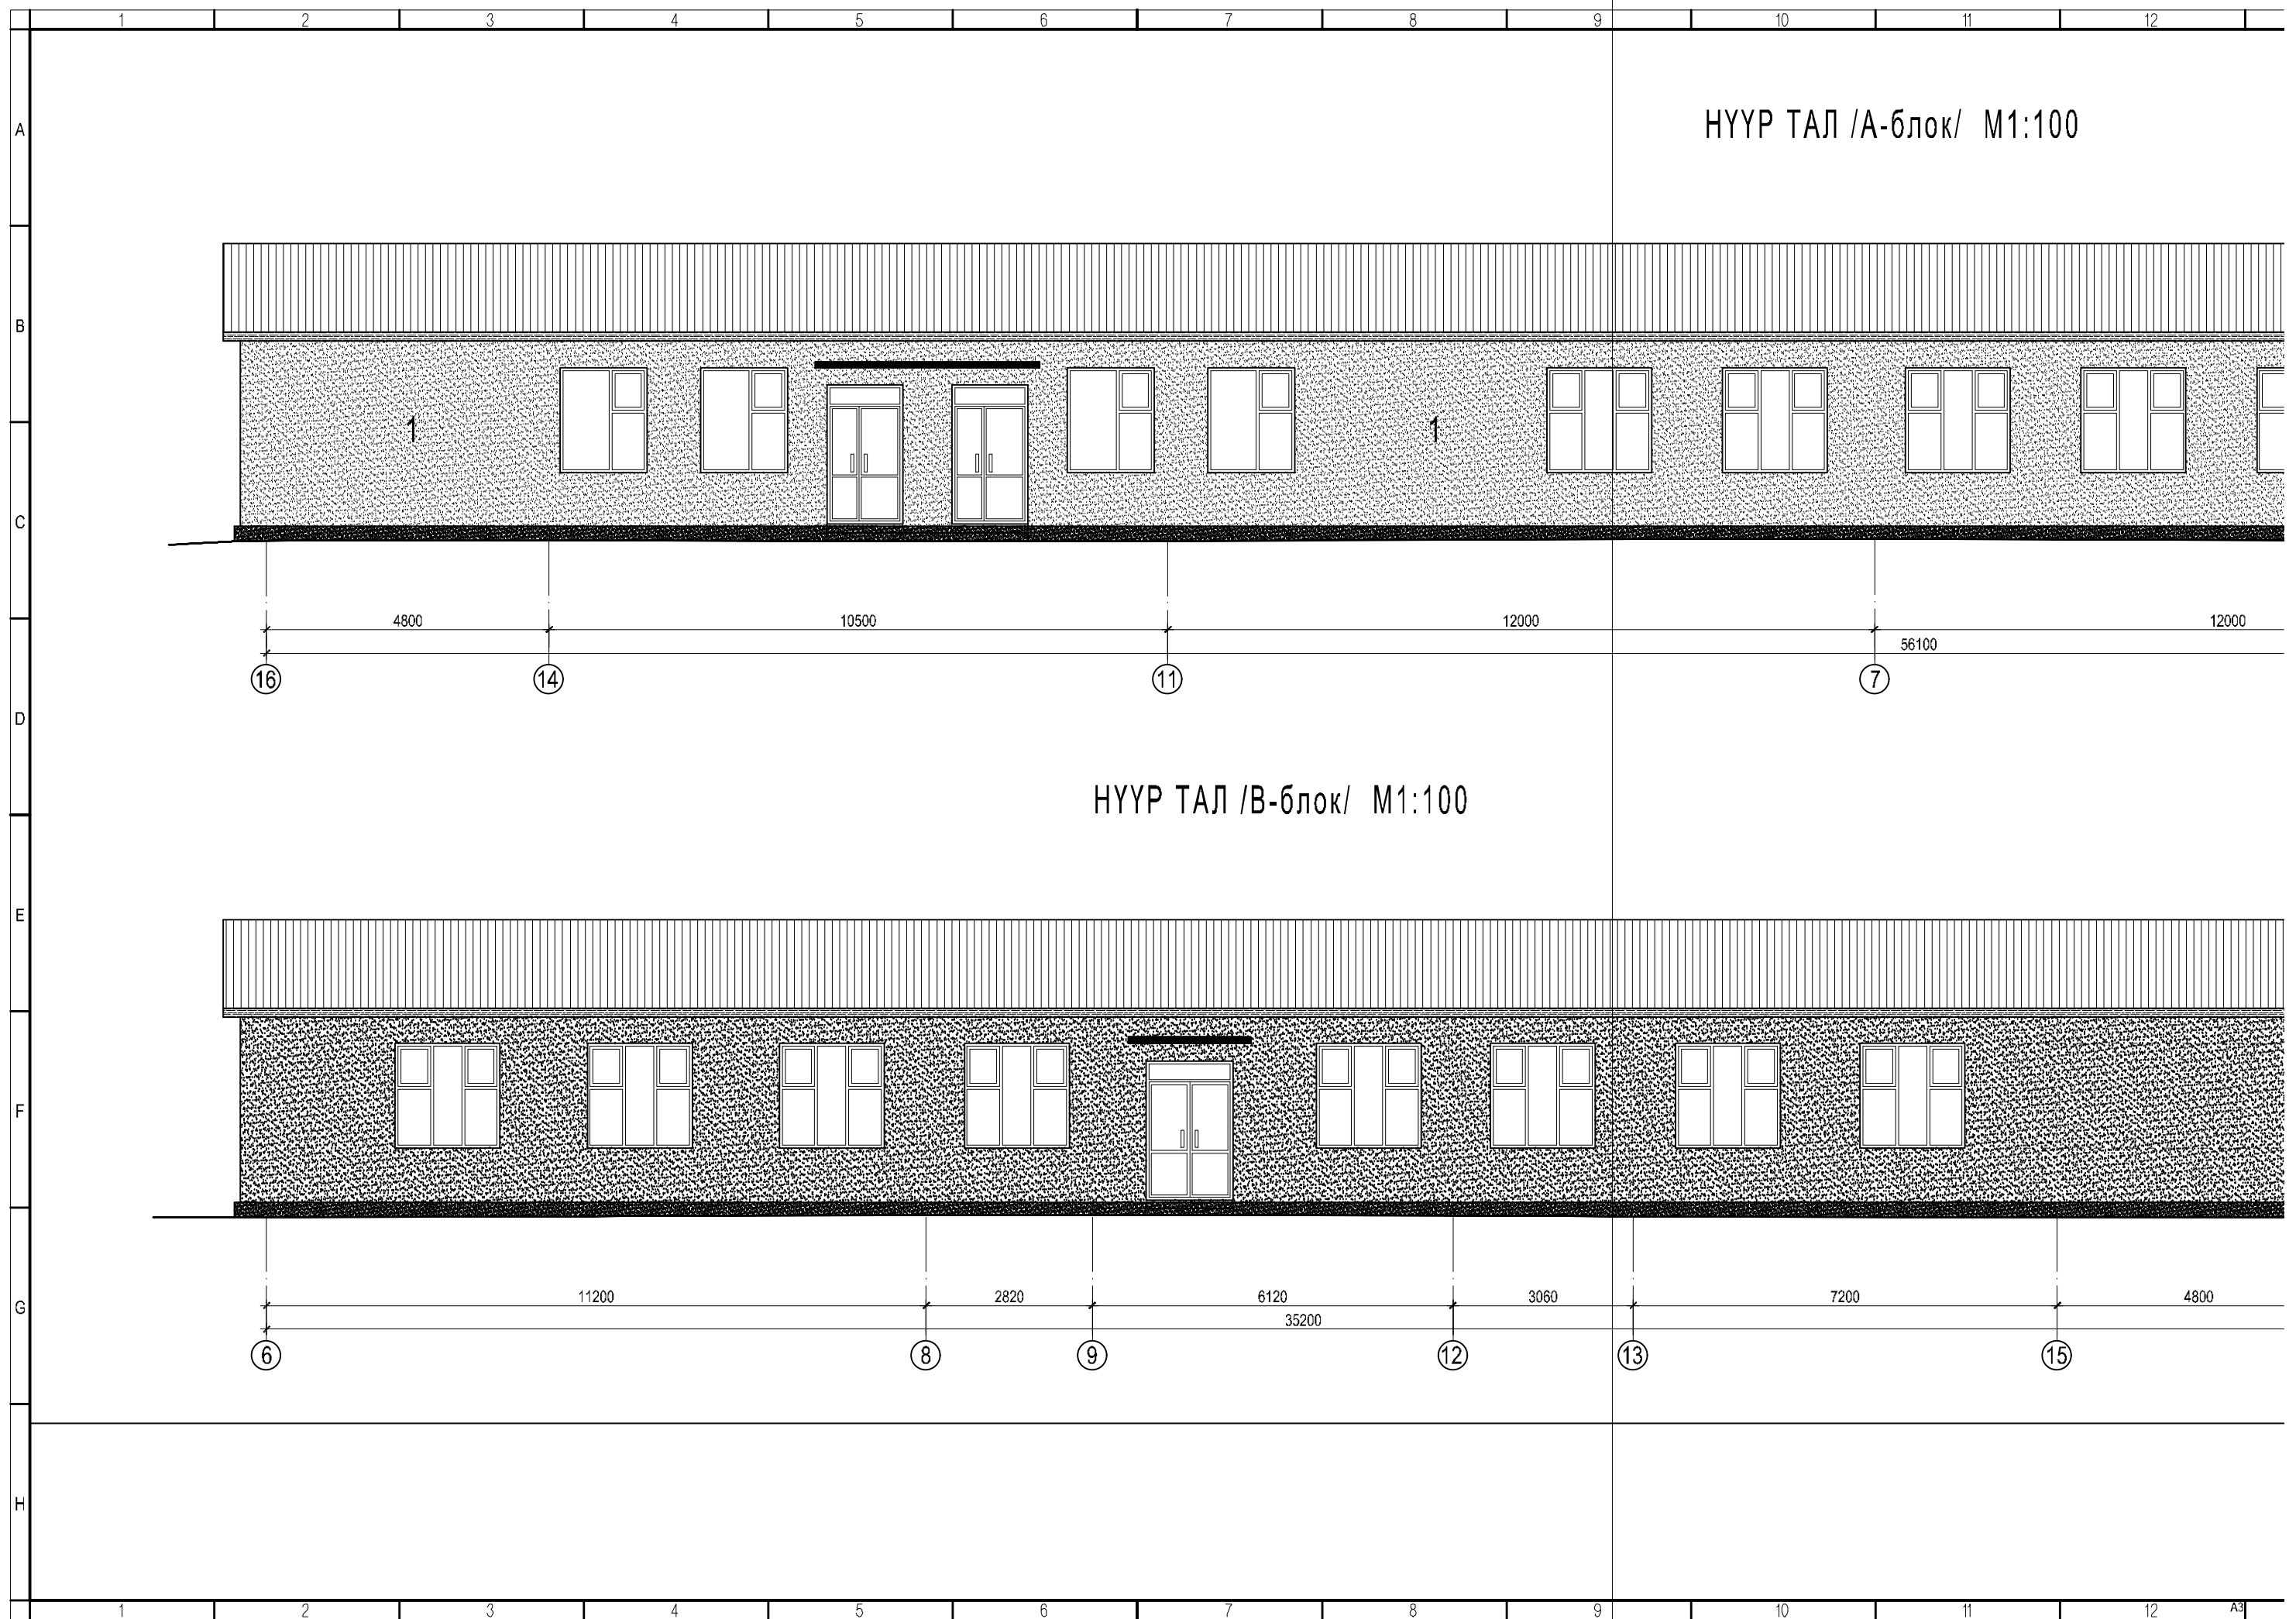 1 2 3 4 5 6 7 8 9 10 11 12
A
НҮҮР ТАЛ /А-блок/ М1:100
B
1 1
C
4800 10500 12000 12000
56100
16 14 11 7
D
НҮҮР ТАЛ /В-блок/ М1:100
E
F
11200 2820 6120 3060 7200 4800
G
35200
6 8 9 12 13 15
H
1 2 3 4 5 6 7 8 9 10 11 12 A3